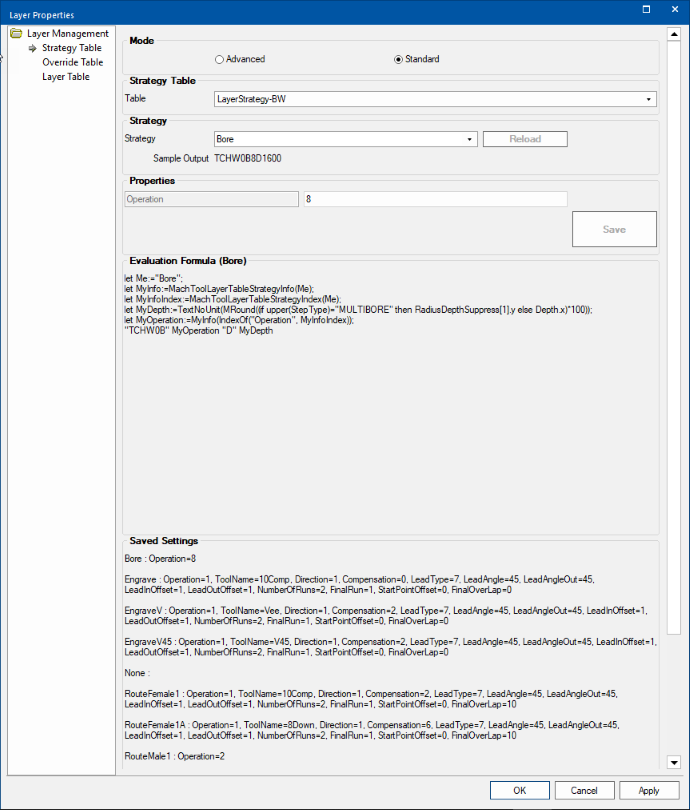 Layer Properties
Layer Management
Strategy Table
Override Table
Layer Table
Mode
Advanced
Standard
Strategy Table
Table
LayerStrategy-BW
Strategy
Strategy
Bore
Reload
Sample Output TCHW0B8D1600
Properties
Operation
8
Save
Evaluation Formula (Bore)
let Me:="Bore";
let MyInfo:=MachToolLayerTableStrategyInfo(Me);
let MyInfoIndex:=MachToolLayerTableStrategyIndex(Me);
let MyDepth:=TextNoUnit(MRound((if upper(StepType)="MULTIBORE" then RadiusDepthSuppress[1].y else Depth.x)*100));
let MyOperation:=MyInfo(IndexOf("Operation", MyInfoIndex));
"TCHW0B" MyOperation "D" MyDepth
Saved Settings
Bore : Operation=8
Engrave : Operation=1, ToolName=10Comp, Direction=1, Compensation=0, LeadType=7, LeadAngle=45, LeadAngleOut=45,
LeadInOffset=1, LeadOutOffset=1, NumberOfRuns=2, FinalRun=1, StartPointOffset=0, FinalOverLap=0
EngraveV : Operation=1, ToolName=Vee, Direction=1, Compensation=2, LeadType=7, LeadAngle=45, LeadAngleOut=45, LeadInOffset=1,
LeadOutOffset=1, NumberOfRuns=2, FinalRun=1, StartPointOffset=0, FinalOverLap=0
EngraveV45 : Operation=1, ToolName=V45, Direction=1, Compensation=2, LeadType=7, LeadAngle=45, LeadAngleOut=45, LeadInOffset=1,
LeadOutOffset=1, NumberOfRuns=2, FinalRun=1, StartPointOffset=0, FinalOverLap=0
None :
RouteFemale1 : Operation=1, ToolName=10Comp, Direction=1, Compensation=2, LeadType=7, LeadAngle=45, LeadAngleOut=45,
LeadInOffset=1, LeadOutOffset=1, NumberOfRuns=2, FinalRun=1, StartPointOffset=0, FinalOverLap=10
RouteFemale1A : Operation=1, ToolName=8Down, Direction=1, Compensation=6, LeadType=7, LeadAngle=45, LeadAngleOut=45,
LeadInOffset=1, LeadOutOffset=1, NumberOfRuns=2, FinalRun=1, StartPointOffset=0, FinalOverLap=10
RouteMale1 : Operation=2
OK
Cancel
Apply